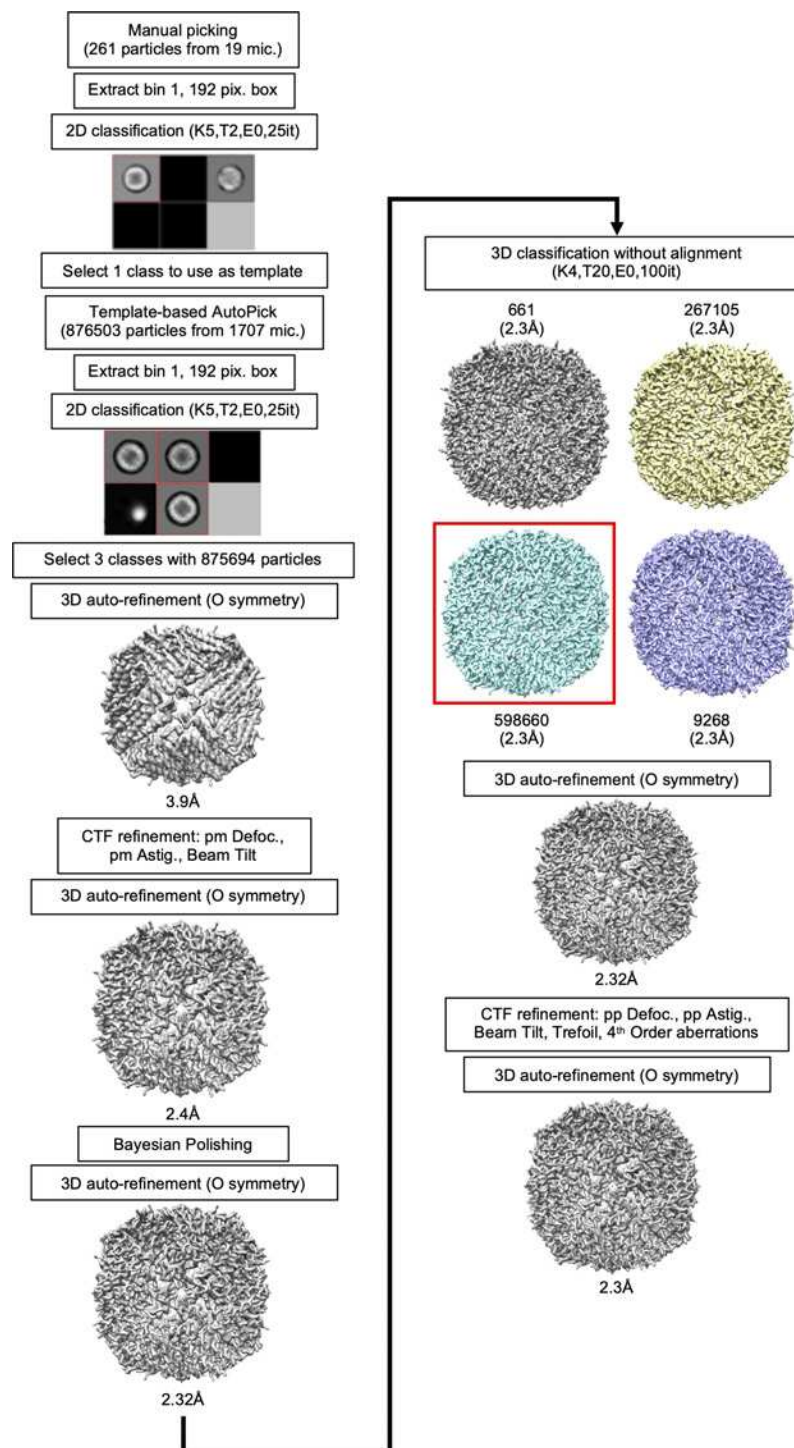 Manual picking
(261 particles from 19 mic.)
Extract bin 1, 192 pix. box
2D classification (K5,T2,E0,25it)
Select 1 class to use as template
Template-based AutoPick
(876503 particles from 1707 mic.)
Extract bin 1, 192 pix. box
2D classification (K5,T2,E0,25it)
Select 3 classes with 875694 particles
3D auto-refinement (O symmetry)
3.9Å
CTF refinement: pm Defoc.,
pm Astig., Beam Tilt
3D auto-refinement (O symmetry)
2.4Å
Bayesian Polishing
3D auto-refinement (O symmetry)
2.32Å
3D classification without alignment
(K4,T20,E0,100it)
661
(2.3Å)
267105
(2.3Å)
598660
(2.3Å)
9268
(2.3Å)
3D auto-refinement (O symmetry)
2.32Å
CTF refinement: pp Defoc., pp Astig.,
Beam Tilt, Trefoil, 4th Order aberrations
3D auto-refinement (O symmetry)
2.3Å